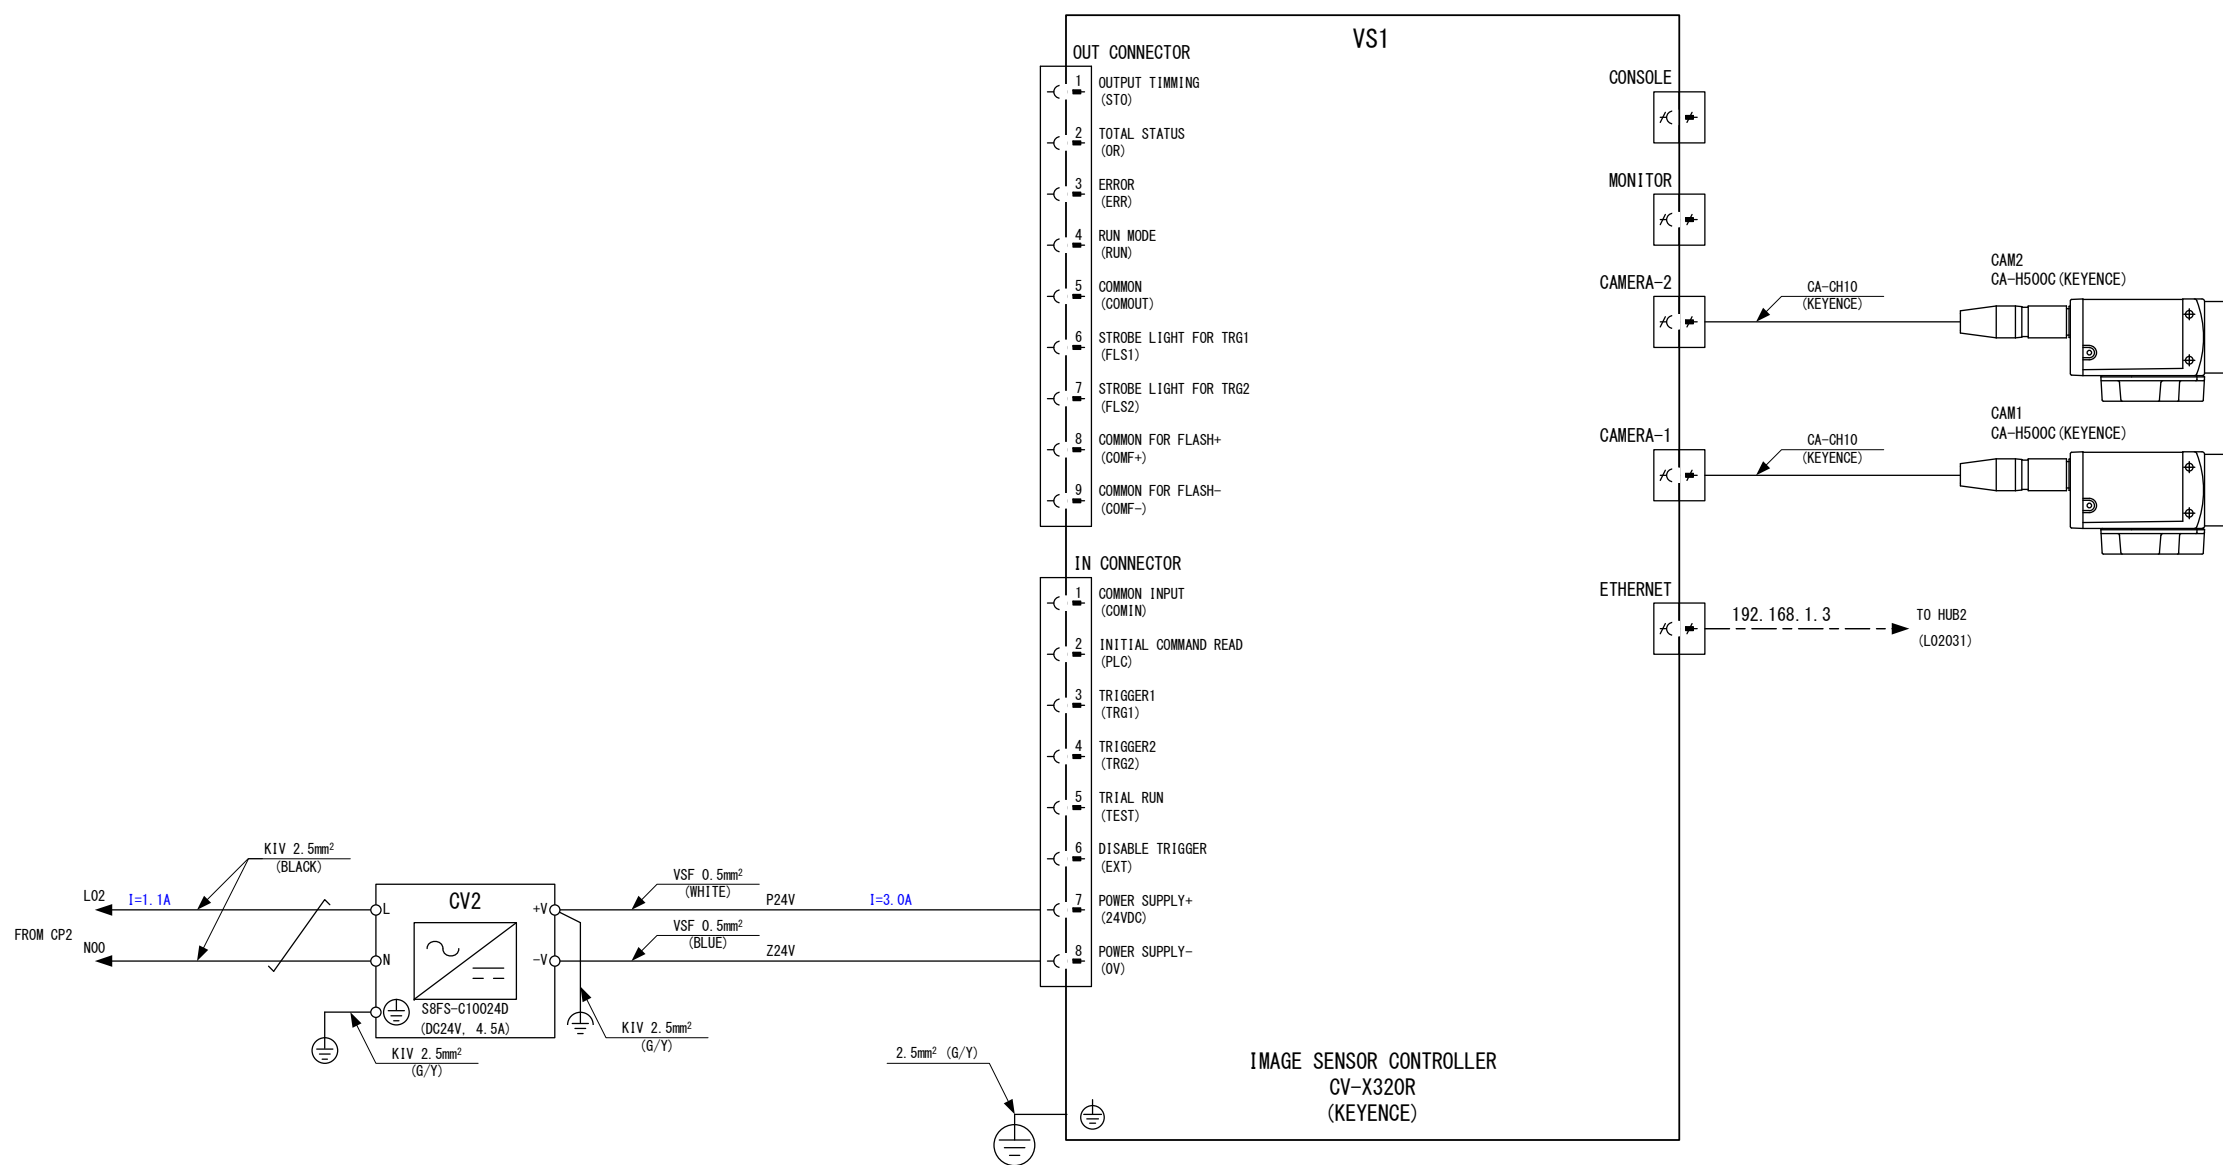 VS1
OUT CONNECTOR
1 OUTPUT TIMMING
(STO)
2 TOTAL STATUS
(OR)
3 ERROR
(ERR)
4 RUN MODE
(RUN)
5 COMMON
(COMOUT)
6 STROBE LIGHT FOR TRG1
(FLS1)
7 STROBE LIGHT FOR TRG2
(FLS2)
8 COMMON FOR FLASH+
(COMF+)
9 COMMON FOR FLASH-
(COMF-)
IN CONNECTOR
1 COMMON INPUT
(COMIN)
2 INITIAL COMMAND READ
(PLC)
3 TRIGGER1
(TRG1)
4 TRIGGER2
(TRG2)
5 TRIAL RUN
(TEST)
6 DISABLE TRIGGER
(EXT)
7 POWER SUPPLY+
(24VDC)
8 POWER SUPPLY-
(0V)
CONSOLE
MONITOR
CAMERA-2
CA-CH10
(KEYENCE)
CAM2
CA-H500C(KEYENCE)
CAMERA-1
CA-CH10
(KEYENCE)
CAM1
CA-H500C(KEYENCE)
ETHERNET
192.168.1.3
TO HUB2
(L02031)
KIV 2.5mm²
(BLACK)
L02 I=1.1A
FROM CP2
N00
CV2
L
N
+V
-V
S8FS-C10024D
(DC24V, 4.5A)
KIV 2.5mm²
(G/Y)
VSF 0.5mm²
(WHITE)
P24V I=3.0A
VSF 0.5mm²
(BLUE)
Z24V
KIV 2.5mm²
(G/Y)
2.5mm² (G/Y)
IMAGE SENSOR CONTROLLER
CV-X320R
(KEYENCE)